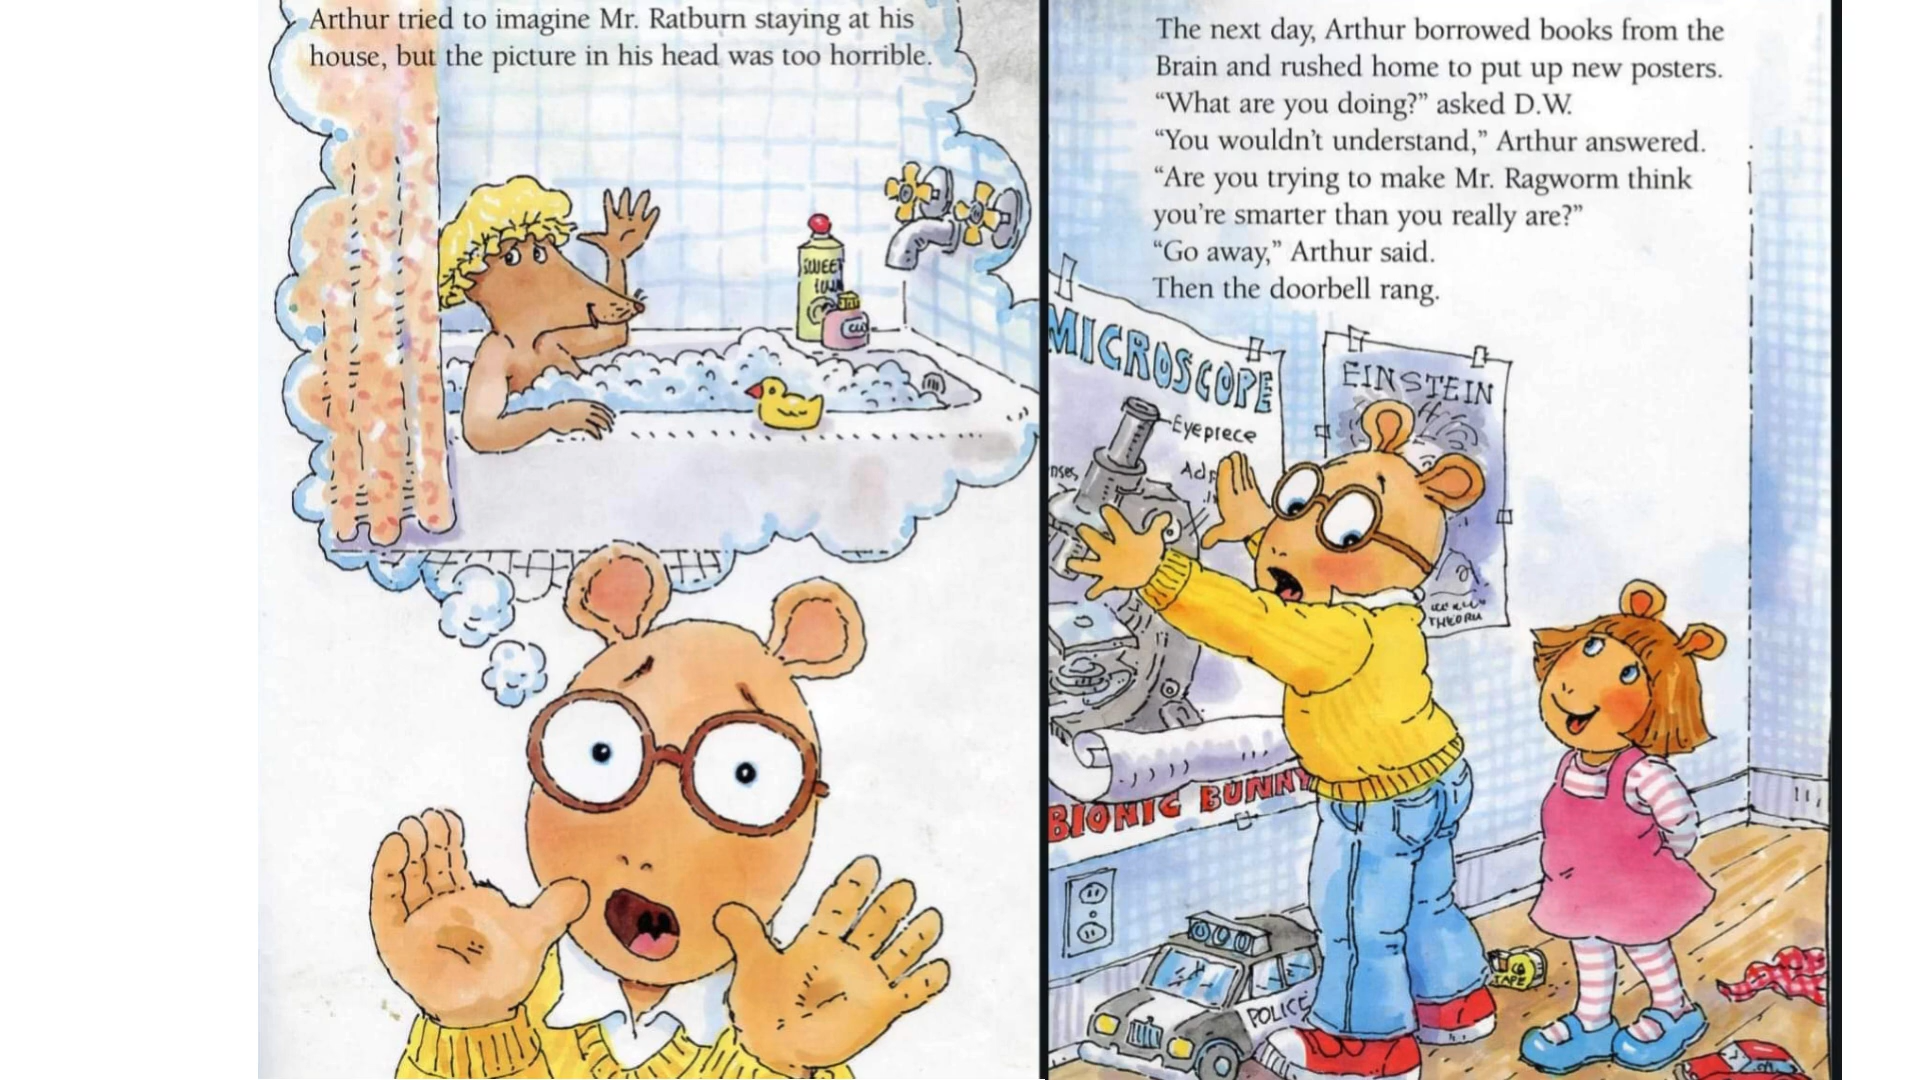 Arthur tried to imagine Mr. Ratburn staying at his
house, but the picture in his head was too horrible.
SWEET
The next day, Arthur borrowed books from the
Brain and rushed home to put up new posters.
“What are you doing?” asked D.W.
“You wouldn’t understand,” Arthur answered.
“Are you trying to make Mr. Ragworm think
you’re smarter than you really are?”
“Go away,” Arthur said.
Then the doorbell rang.
MICROSCOPE
Eyepiece
EINSTEIN
THEORY
BIONIC BUNNY
TAPE
POLICE